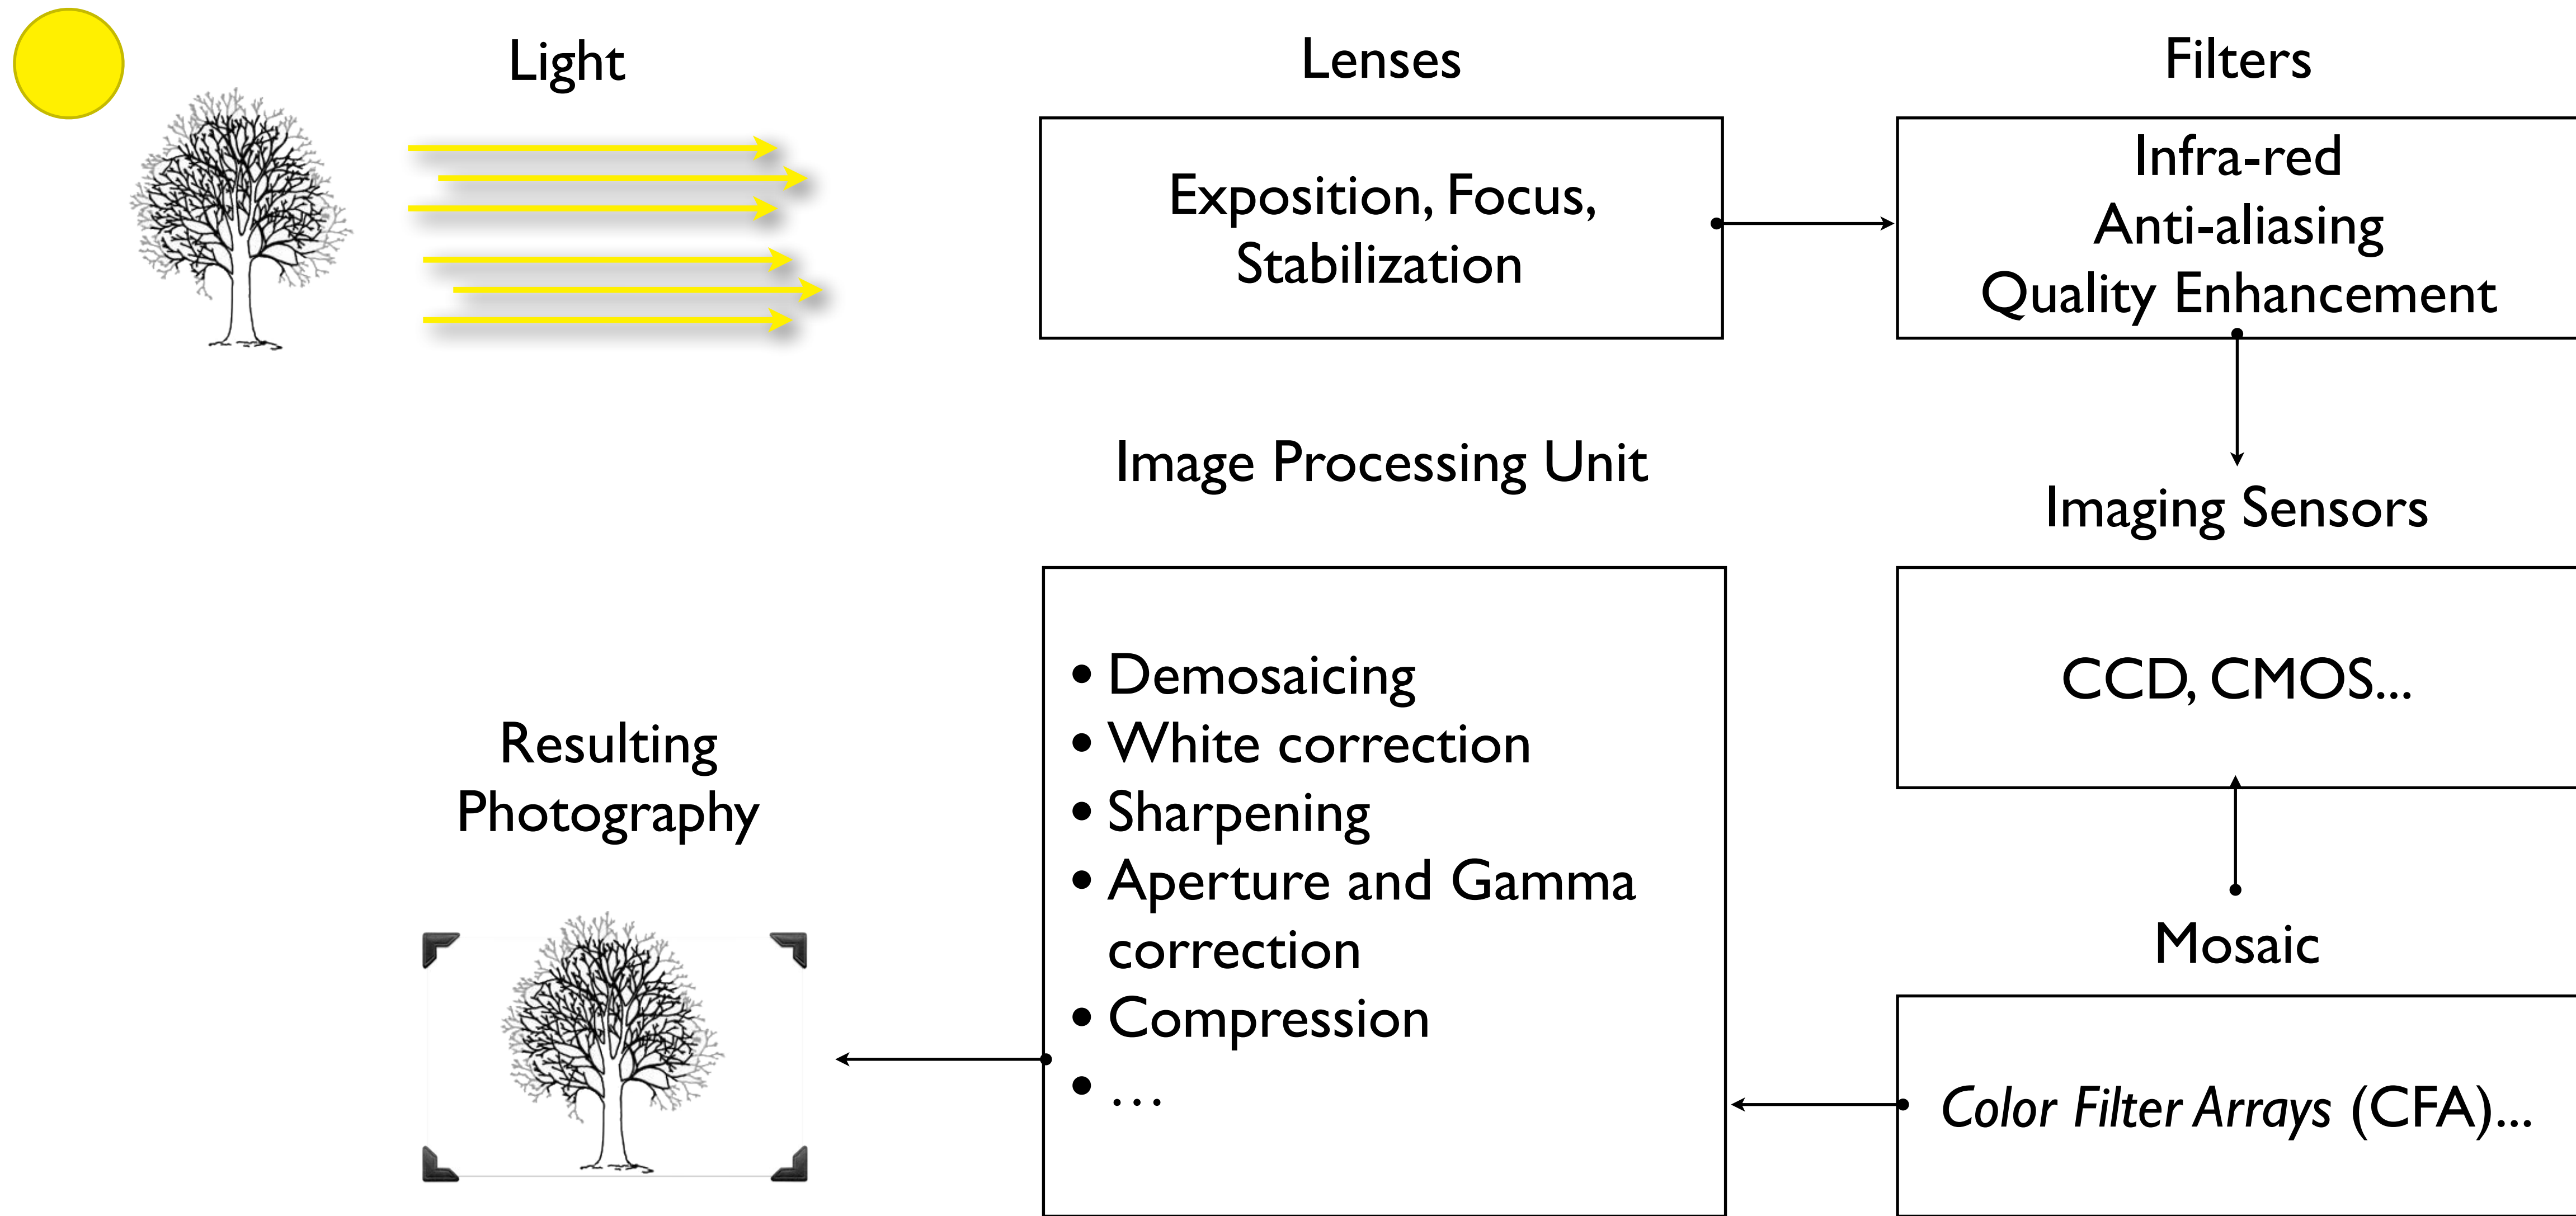 Light
Lenses
Exposition, Focus,
Stabilization
Filters
Infra-red
Anti-aliasing
Quality Enhancement
Imaging Sensors
CCD, CMOS...
Mosaic
Color Filter Arrays (CFA)...
Image Processing Unit
• Demosaicing
• White correction
• Sharpening
• Aperture and Gamma
correction
• Compression
• …
Resulting
Photography